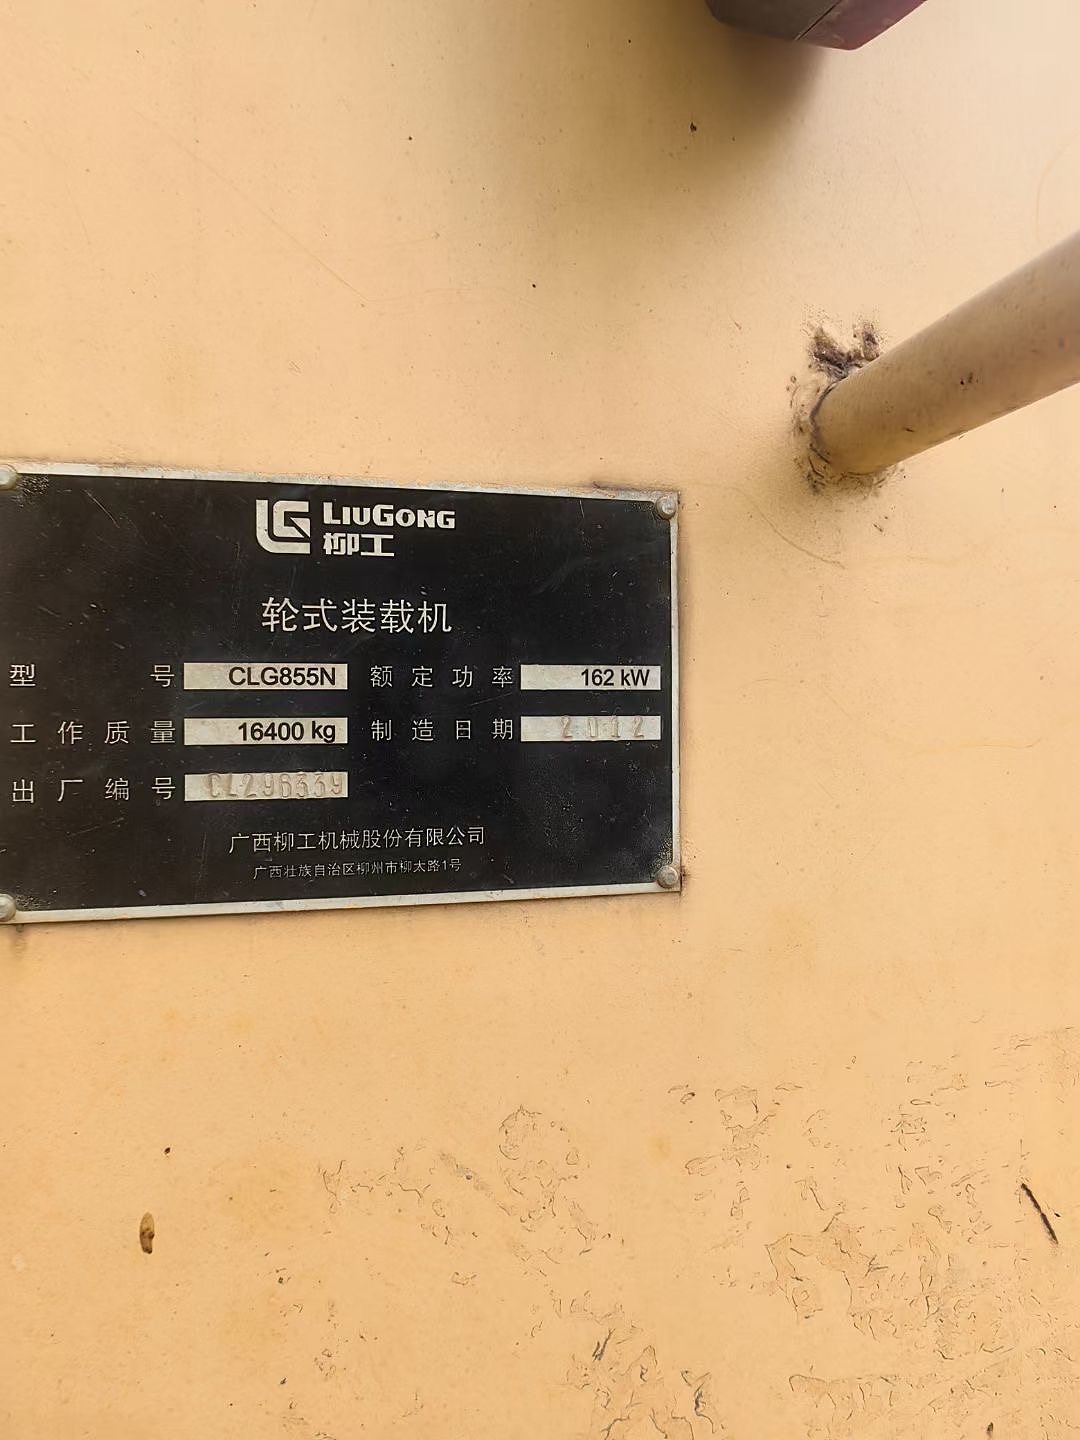 LIUGONG
柳工
轮式装载机
型号 CLG855N 额定功率 162 kW
工作质量 16400 kg 制造日期 2012
出厂编号 CL296339
广西柳工机械股份有限公司
广西壮族自治区柳州市柳太路1号